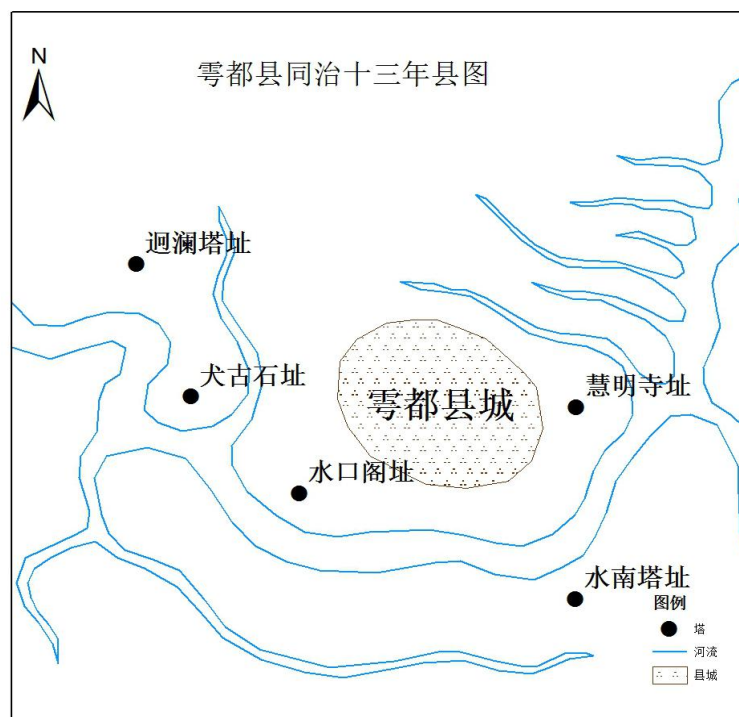 N
雩都县同治十三年县图
迥澜塔址
犬古石址
雩都县城
慧明寺址
水口阁址
水南塔址
图例
塔
河流
县城